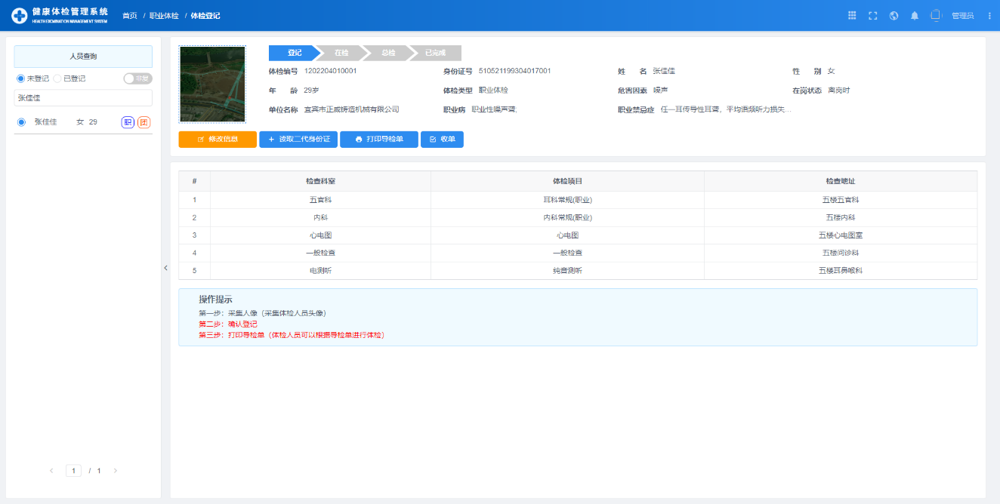 健康体检管理系统
HEALTH EXCMINATION MANAGEMENT SYSTEM
首页 / 职业体检 / 体检登记
管理员
人员查询
未登记 已登记 非复
张佳佳
张佳佳 女 29 职 团
1 / 1
登记 在检 总检 已完成
体检编号 1202204010001 身份证号 510521199304017001 姓 名 张佳佳 性 别 女
年 龄 29岁 体检类型 职业体检 危害因素 噪声 在岗状态 离岗时
单位名称 宜宾市正威铸造机械有限公司 职业病 职业性噪声聋; 职业禁忌症 任一耳传导性耳聋，平均语频听力损失...
修改信息 读取二代身份证 打印导检单 收单
# 检查科室 体检项目 检查地址
1 五官科 耳科常规(职业) 五楼五官科
2 内科 内科常规(职业) 五楼内科
3 心电图 心电图 五楼心电图室
4 一般检查 一般检查 五楼问诊科
5 电测听 纯音测听 五楼耳鼻喉科
操作提示
第一步：采集人像（采集体检人员头像）
第二步：确认登记
第三步：打印导检单（体检人员可以根据导检单进行体检）